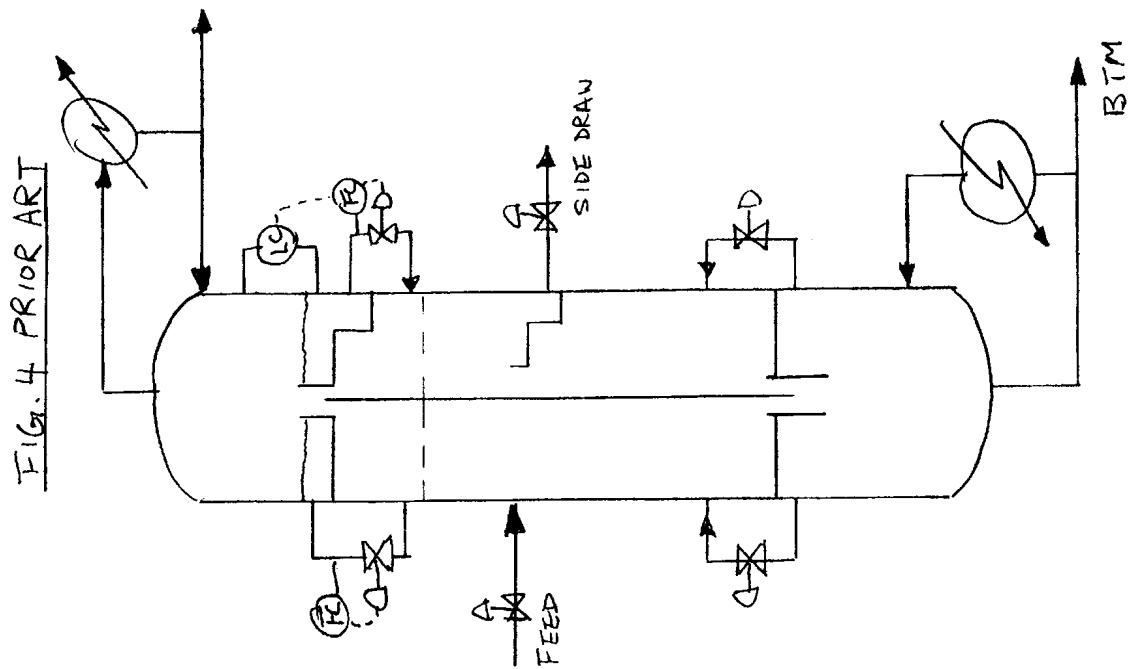 FIG. 4 PRIOR ART
LC
FC
FC
SIDE DRAW
FEED
BTM